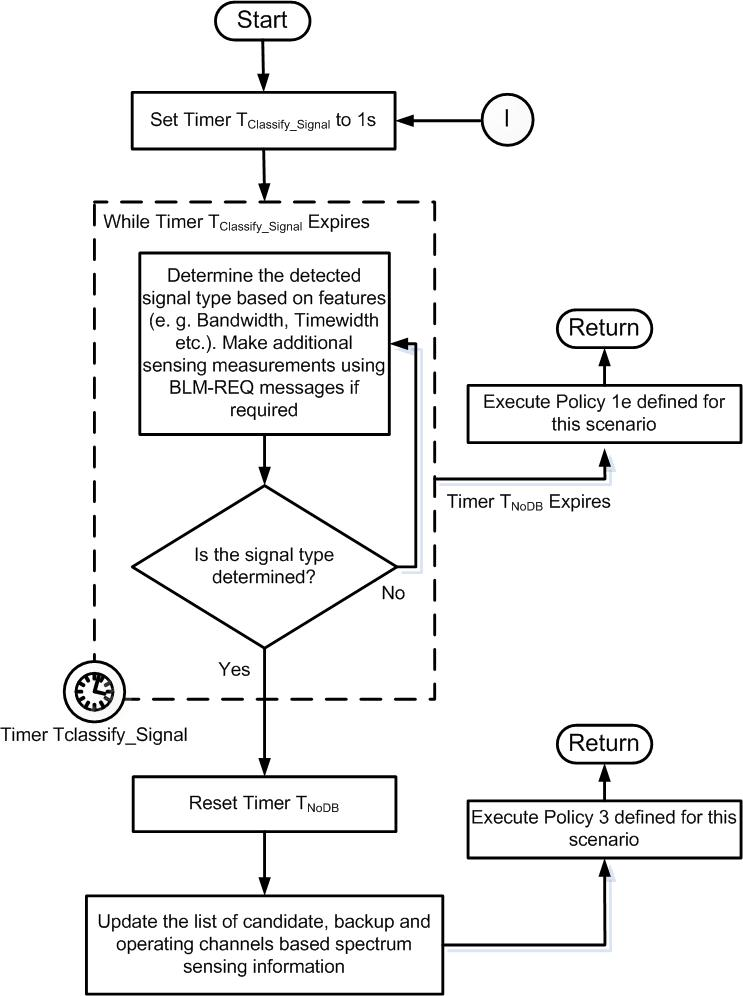 Start
Set Timer TClassify_Signal to 1s
I
While Timer TClassify_Signal Expires
Determine the detected
signal type based on features
(e. g. Bandwidth, Timewidth
etc.). Make additional
sensing measurements using
BLM-REQ messages if
required
Return
Execute Policy 1e defined for
this scenario
Timer TNoDB Expires
Is the signal type
determined?
No
Yes
Timer Tclassify_Signal
Return
Reset Timer TNoDB
Execute Policy 3 defined for this
scenario
Update the list of candidate, backup and
operating channels based spectrum
sensing information